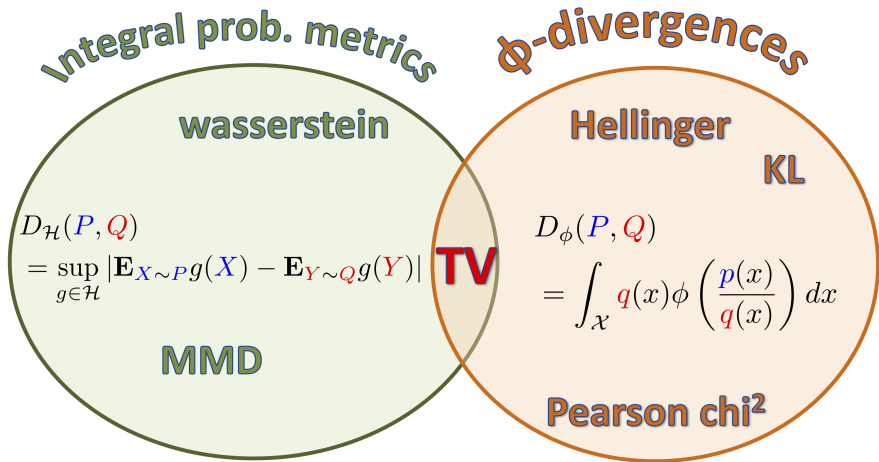 Integral prob. metrics
ϕ-divergences
wasserstein
Hellinger
KL
D_ℋ(P, Q)
= sup_{g∈ℋ} |E_{X∼P} g(X) − E_{Y∼Q} g(Y)|
TV
D_ϕ(P, Q)
= ∫_𝒳 q(x)ϕ(p(x)/q(x)) dx
MMD
Pearson chi²